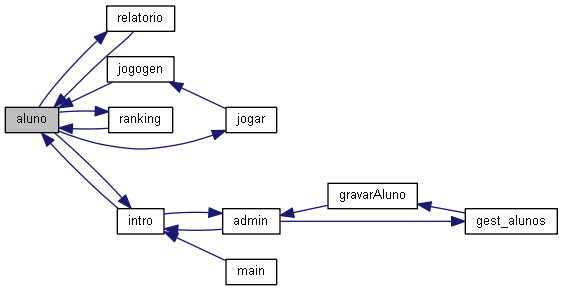 relatorio
jogogen
aluno
ranking
jogar
gravarAluno
intro
admin
gest_alunos
main